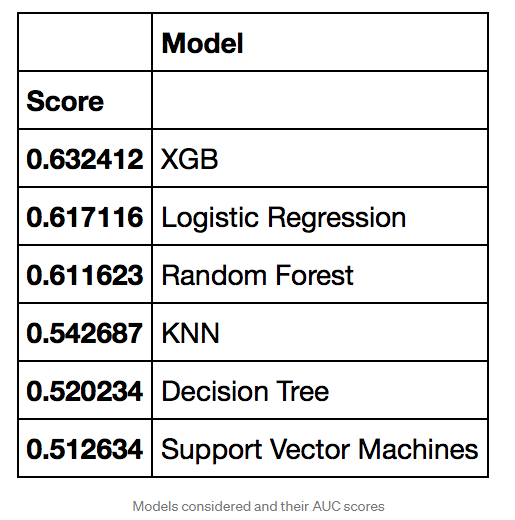 Model
Score
0.632412 XGB
0.617116 Logistic Regression
0.611623 Random Forest
0.542687 KNN
0.520234 Decision Tree
0.512634 Support Vector Machines
Models considered and their AUC scores